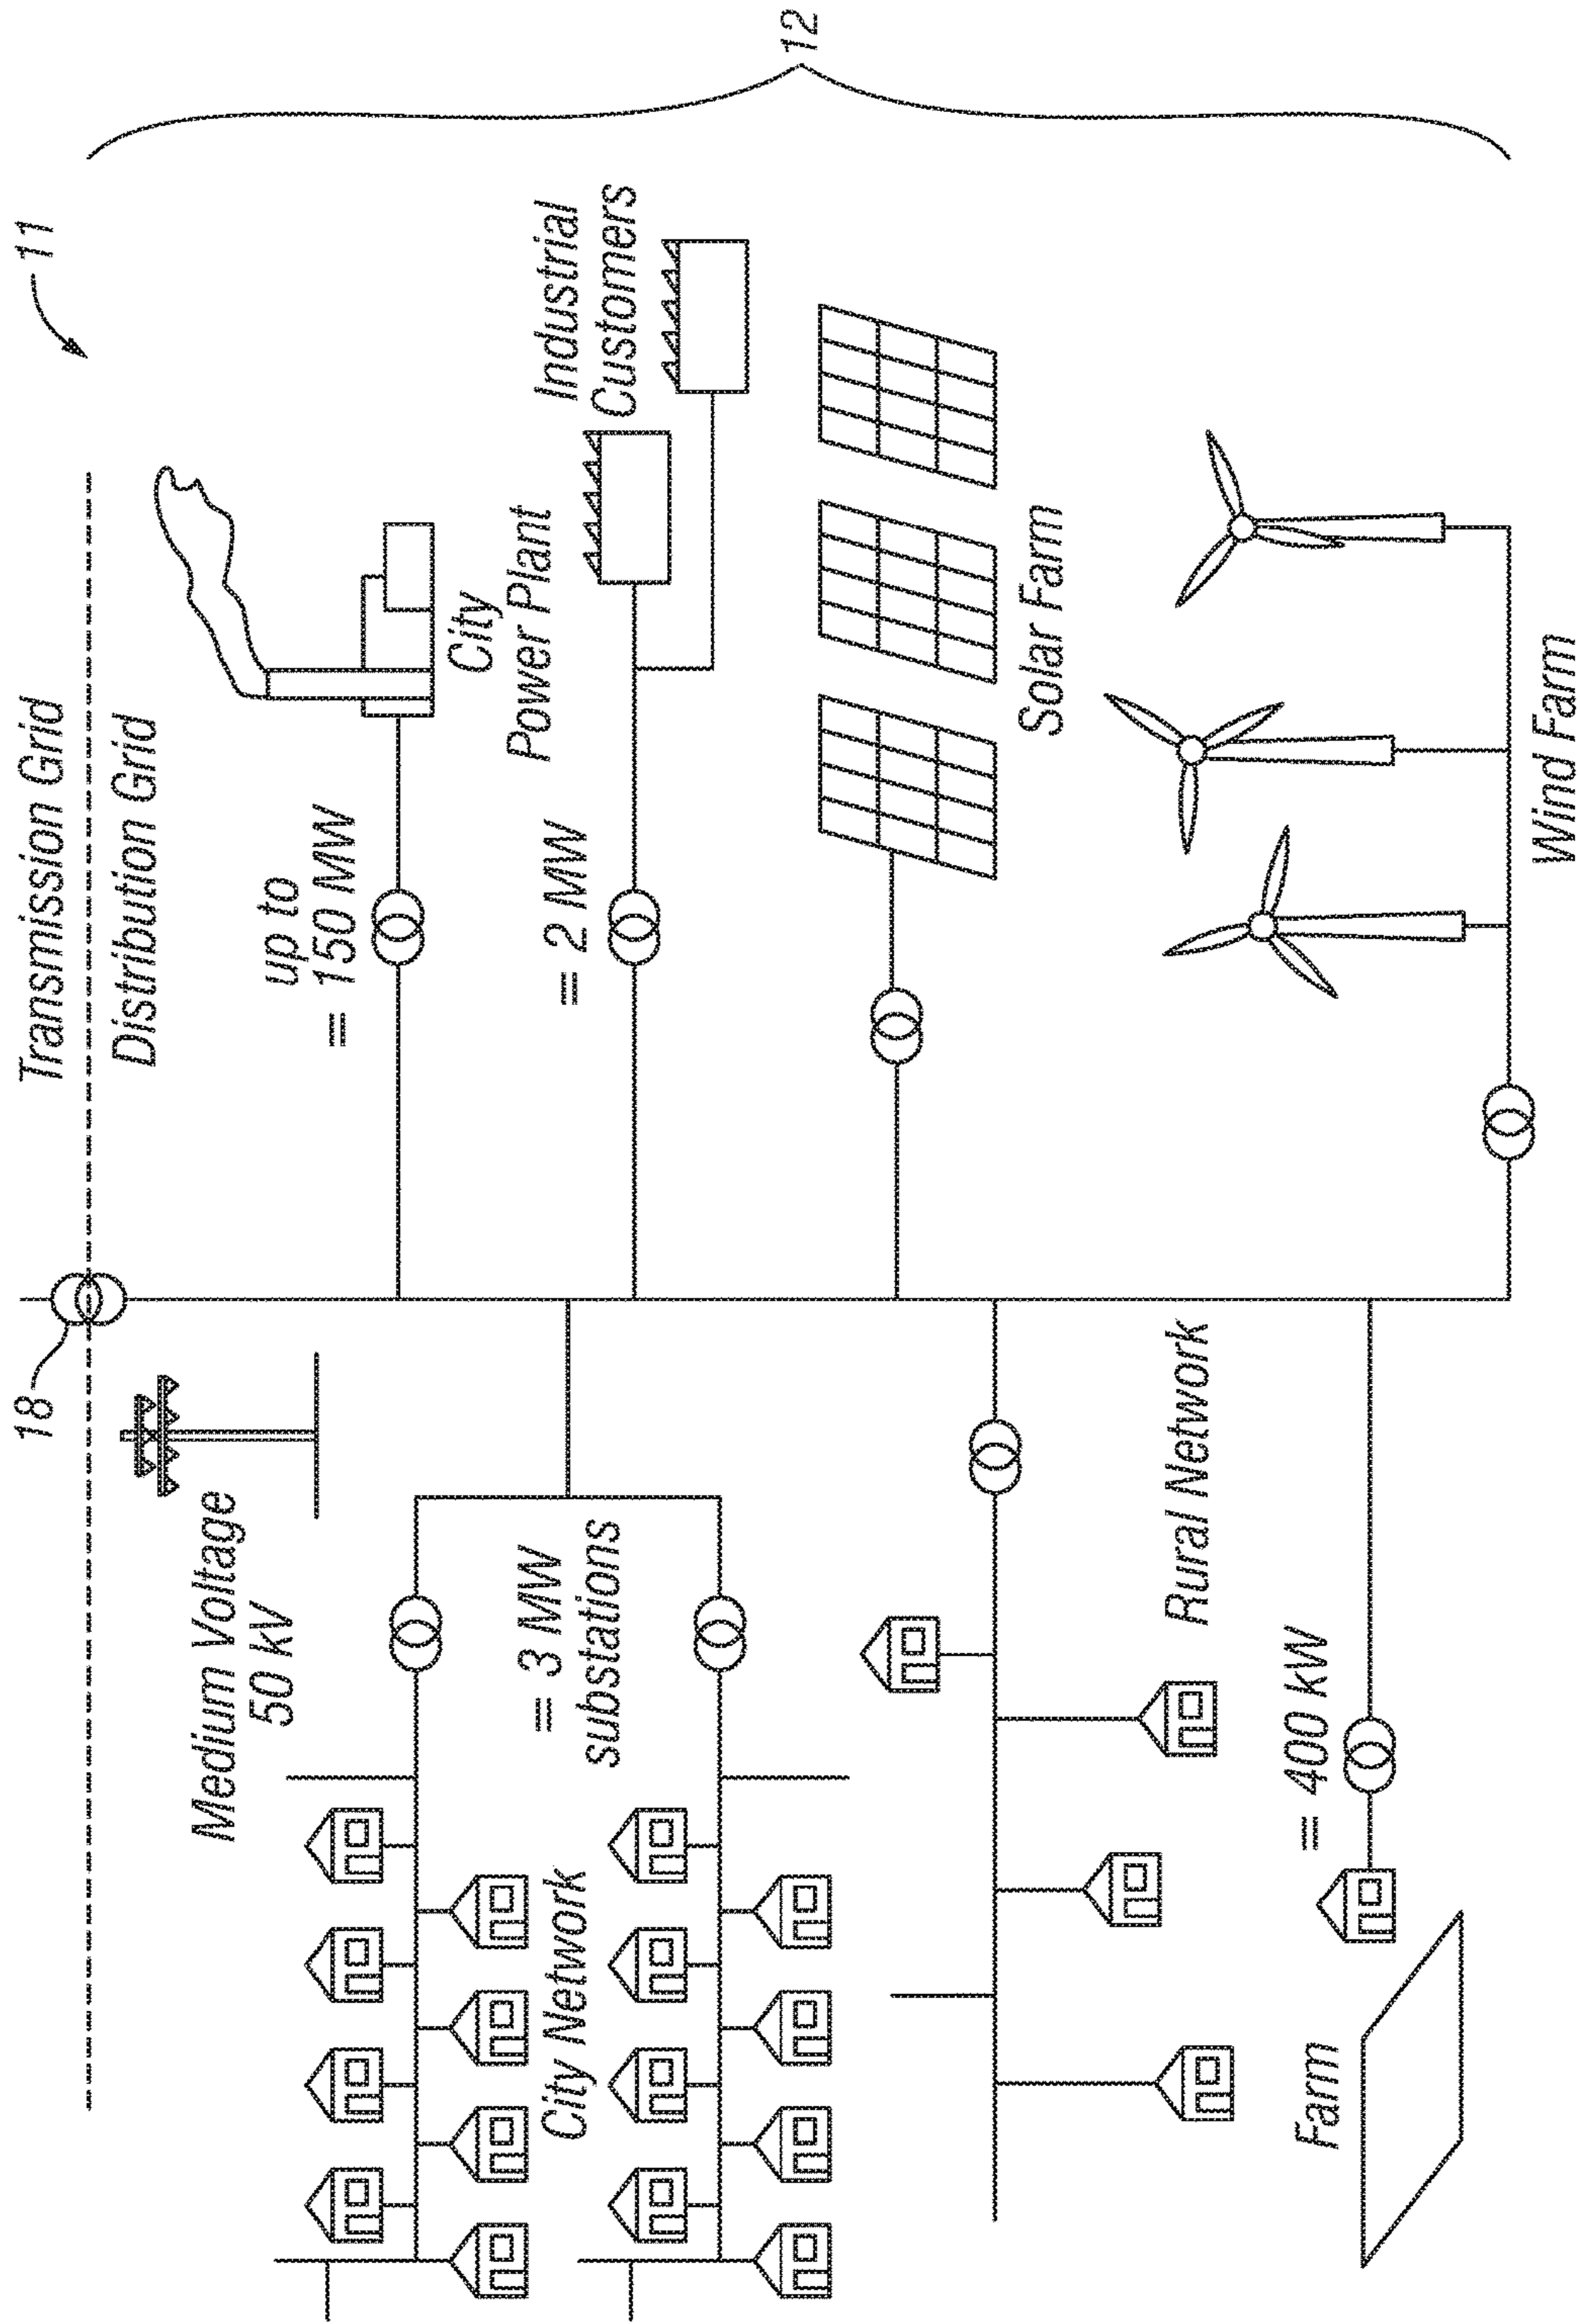 11
18
Transmission Grid
Distribution Grid
Medium Voltage
50 kV
up to
= 150 MW
City
Power Plant
= 3 MW
substations
= 2 MW
Industrial
Customers
City Network
12
Solar Farm
Rural Network
= 400 kW
Farm
Wind Farm